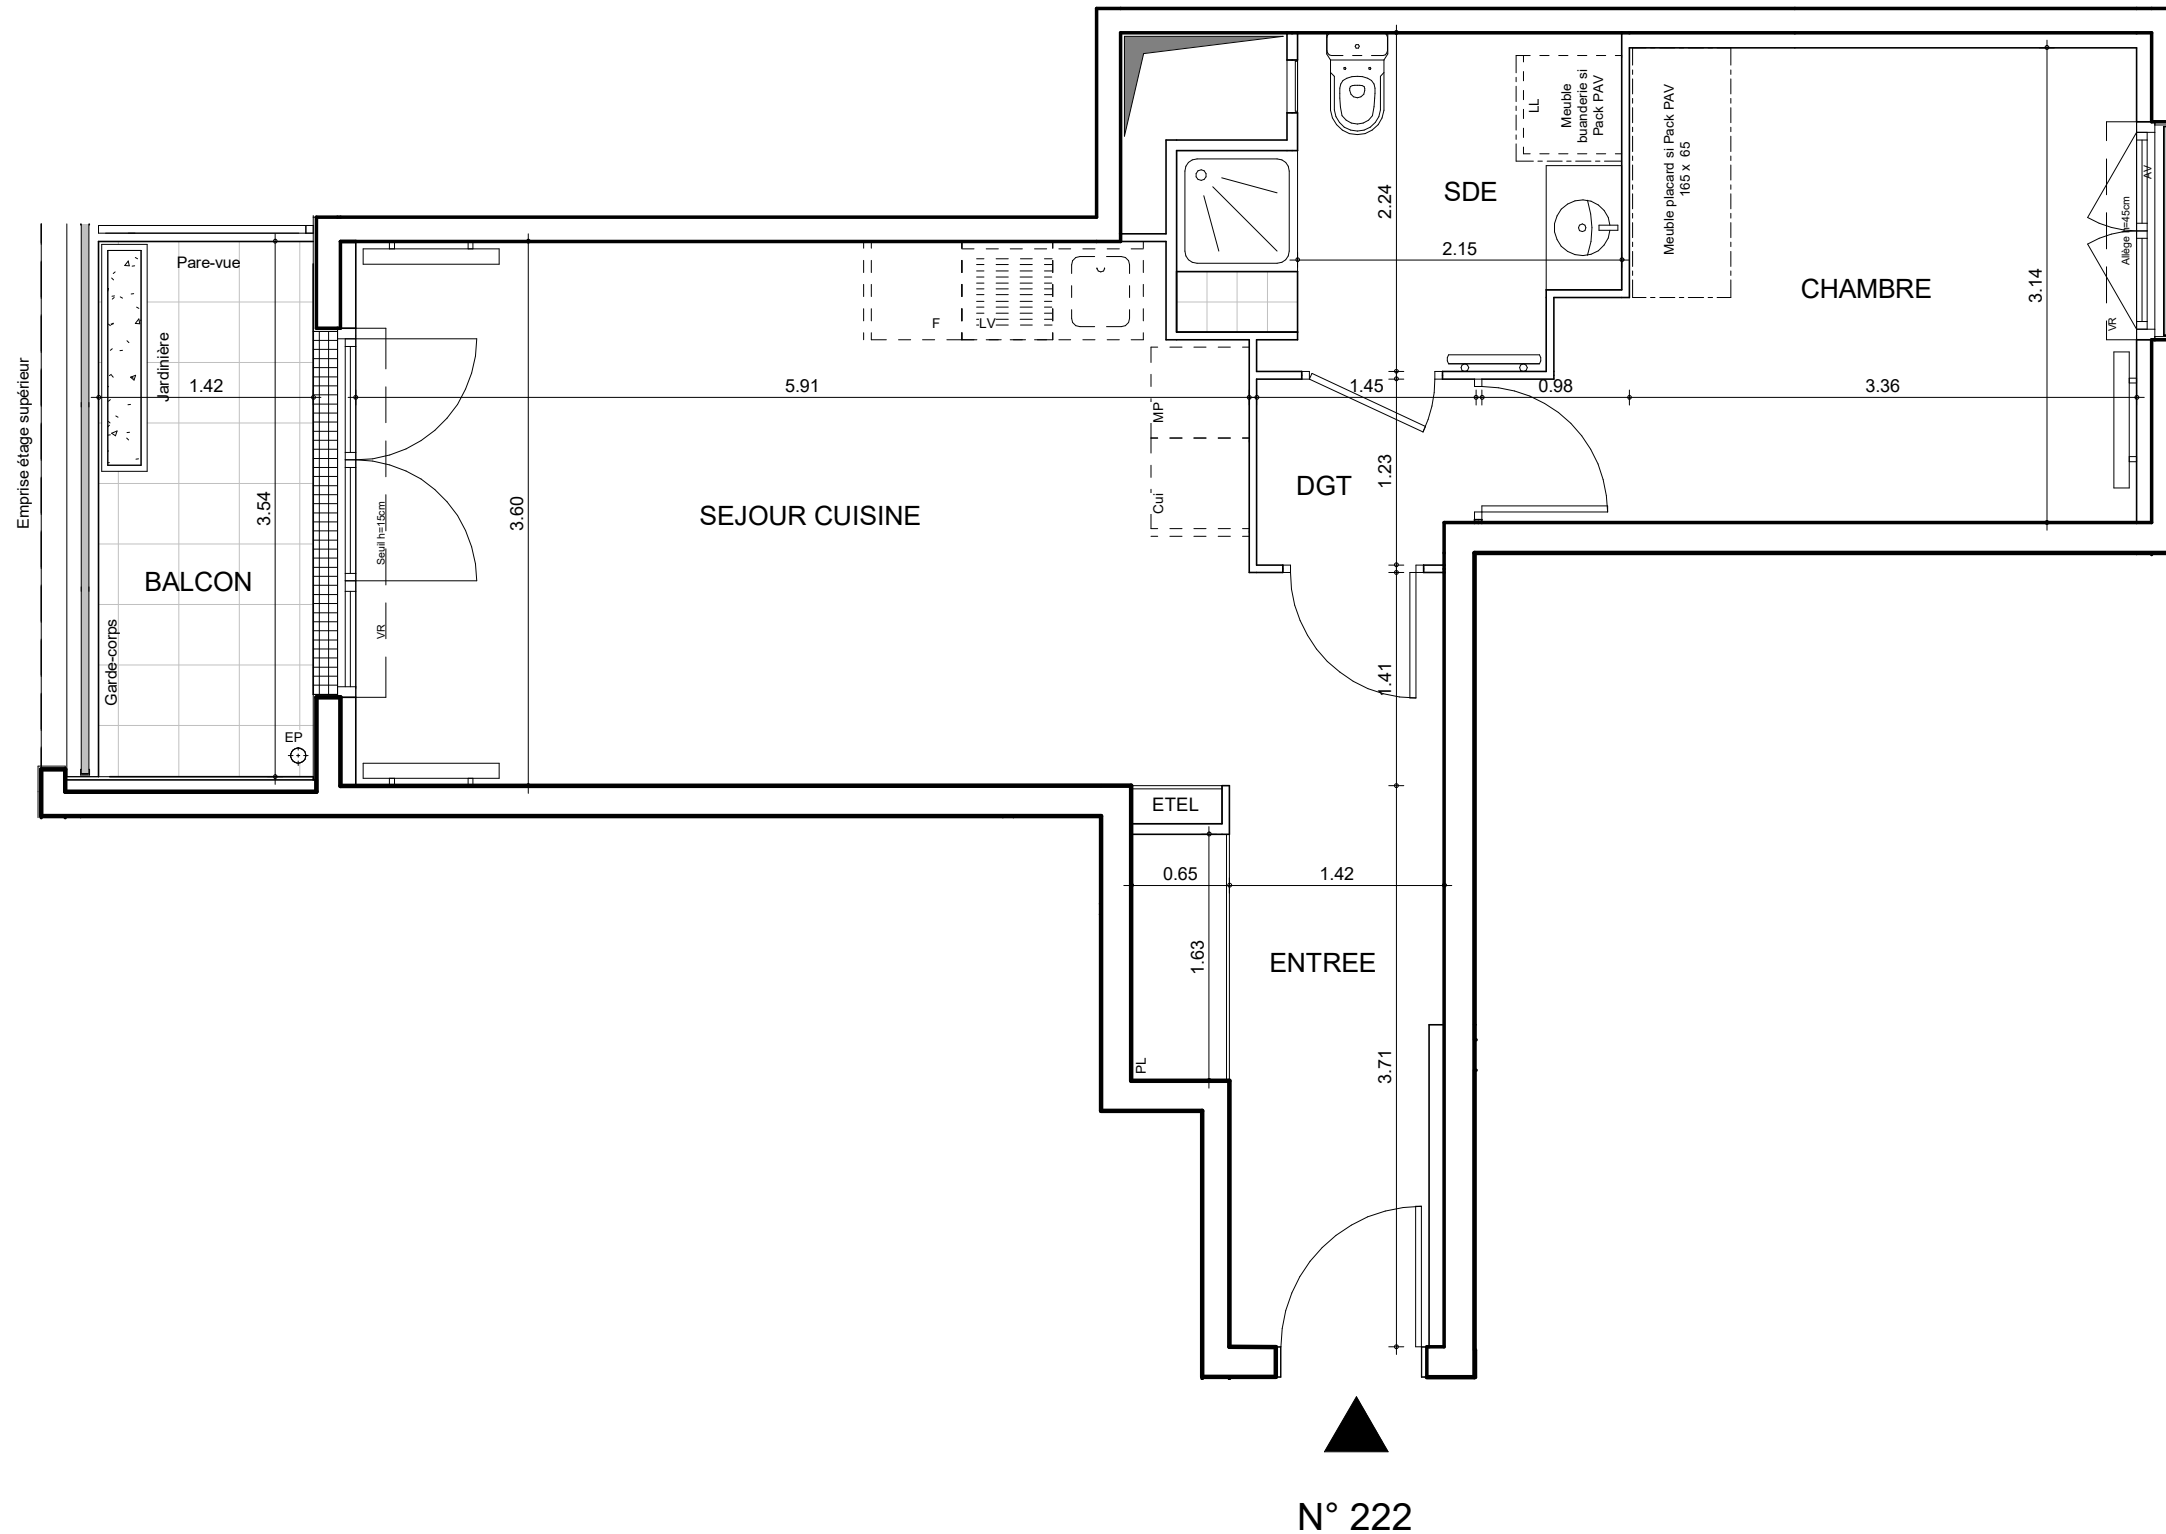 Emprise étage supérieur
Pare-vue
Jardinière
1.42
3.54
BALCON
Garde-corps
EP
Seuil h=15cm
VR
3.60
5.91
SEJOUR CUISINE
F
LV
MP
Cui
2.24
SDE
2.15
LL
Meuble
buanderie si
Pack PAV
Meuble placard si Pack PAV
165 x 65
CHAMBRE
3.14
AV
Allège h=45cm
VR
1.45
0.98
3.36
DGT
1.23
1.41
ETEL
0.65
1.42
1.63
ENTREE
PL
3.71
N° 222